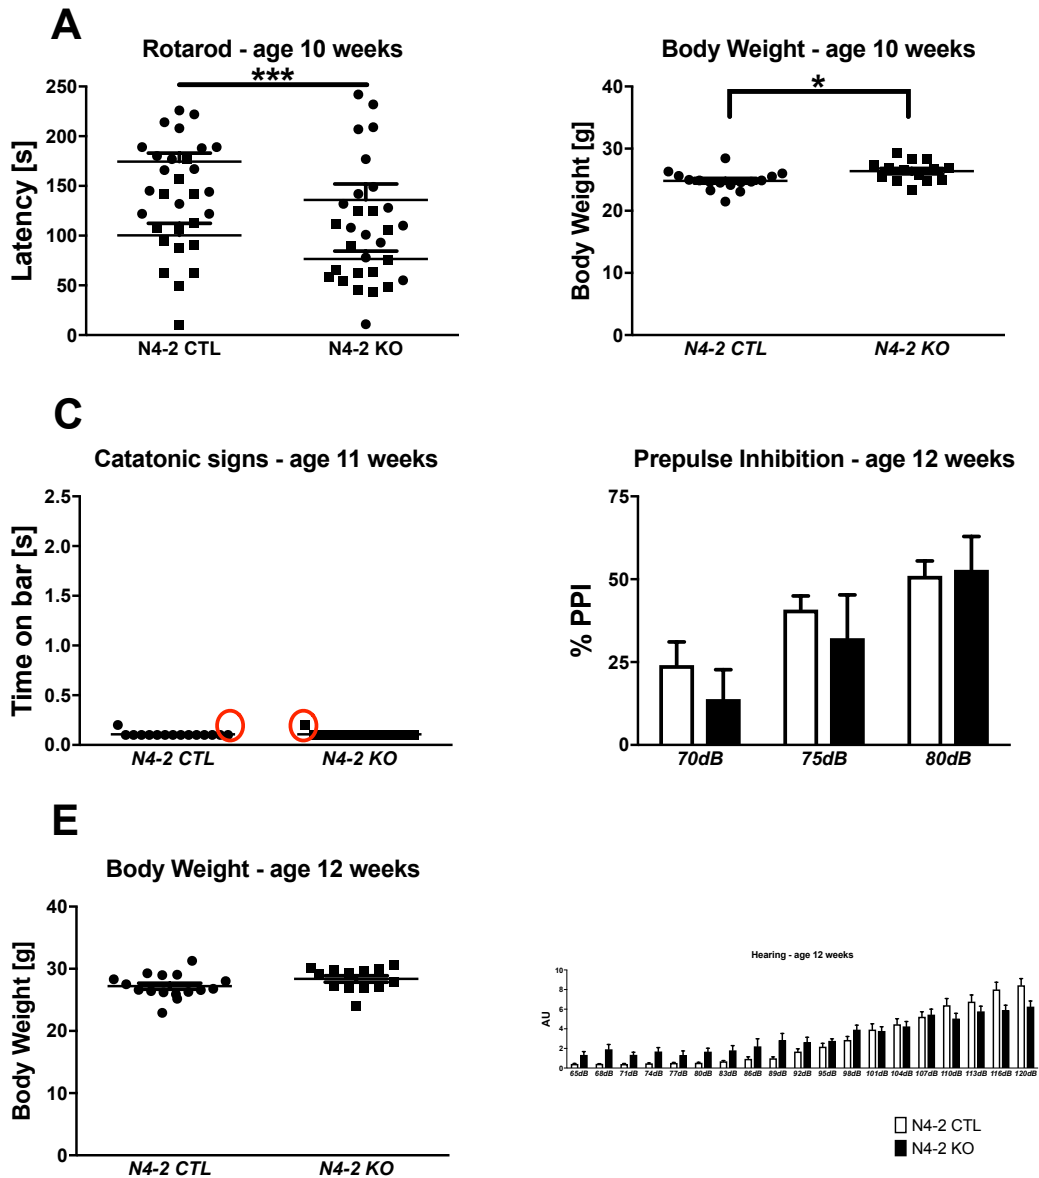 A
Rotarod - age 10 weeks
***
Latency [s]
250
200
150
100
50
0
N4-2 CTL
N4-2 KO
Body Weight - age 10 weeks
*
Body Weight [g]
40
30
20
10
0
N4-2 CTL
N4-2 KO
C
Catatonic signs - age 11 weeks
Time on bar [s]
2.5
2.0
1.5
1.0
0.5
0.0
N4-2 CTL
N4-2 KO
Prepulse Inhibition - age 12 weeks
% PPI
75
50
25
0
70dB
75dB
80dB
E
Body Weight - age 12 weeks
Body Weight [g]
40
30
20
10
0
N4-2 CTL
N4-2 KO
Hearing - age 12 weeks
AU
10
8
6
4
2
0
65dB 68dB 71dB 74dB 77dB 80dB 83dB 86dB 89dB 92dB 95dB 98dB 101dB 104dB 107dB 110dB 113dB 116dB 120dB
N4-2 CTL
N4-2 KO